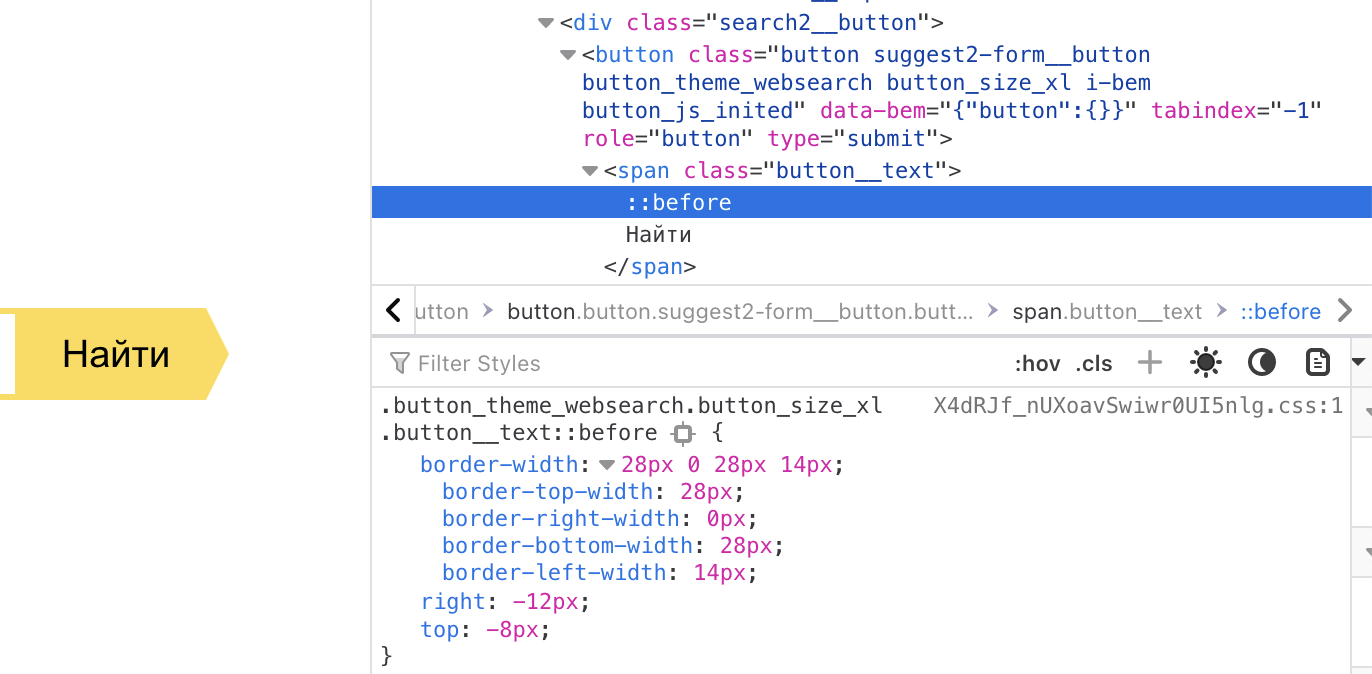 <div class="search2__button">
<button class="button suggest2-form__button
button_theme_websearch button_size_xl i-bem
button_js_inited" data-bem="{"button":{}}" tabindex="-1"
role="button" type="submit">
<span class="button__text">
::before
Найти
</span>
utton > button.button.suggest2-form__button.butt... > span.button__text > ::before
Найти
Filter Styles :hov .cls
.button_theme_websearch.button_size_xl X4dRJf_nUXoavSwiwr0UI5nlg.css:1
.button__text::before {
border-width: 28px 0 28px 14px;
border-top-width: 28px;
border-right-width: 0px;
border-bottom-width: 28px;
border-left-width: 14px;
right: -12px;
top: -8px;
}